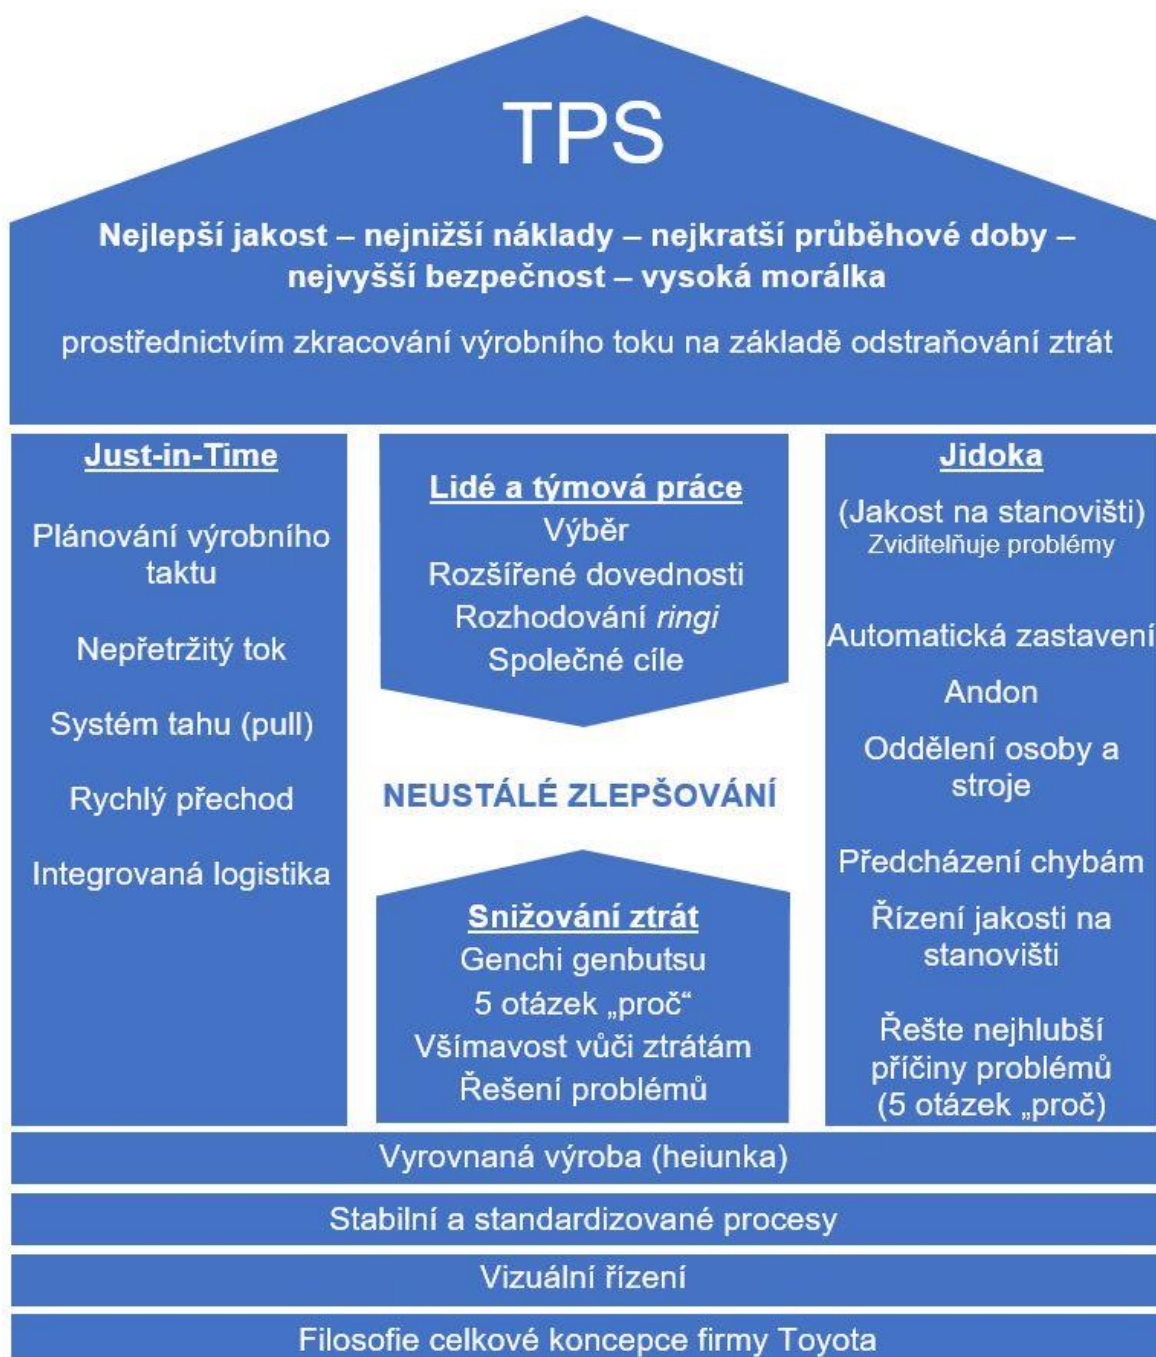 TPS
Nejlepší jakost – nejnižší náklady – nejkratší průběhové doby –
nejvyšší bezpečnost – vysoká morálka
prostřednictvím zkracování výrobního toku na základě odstraňování ztrát
Just-in-Time
Plánování výrobního
taktu
Nepřetržitý tok
Systém tahu (pull)
Rychlý přechod
Integrovaná logistika
Lidé a týmová práce
Výběr
Rozšířené dovednosti
Rozhodování ringi
Společné cíle
NEUSTÁLÉ ZLEPŠOVÁNÍ
Snižování ztrát
Genchi genbutsu
5 otázek „proč“
Všímavost vůči ztrátám
Řešení problémů
Jidoka
(Jakost na stanovišti)
Zviditelňuje problémy
Automatická zastavení
Andon
Oddělení osoby a
stroje
Předcházení chybám
Řízení jakosti na
stanovišti
Řešte nejhlubší
příčiny problémů
(5 otázek „proč)
Vyrovnaná výroba (heiunka)
Stabilní a standardizované procesy
Vizuální řízení
Filosofie celkové koncepce firmy Toyota